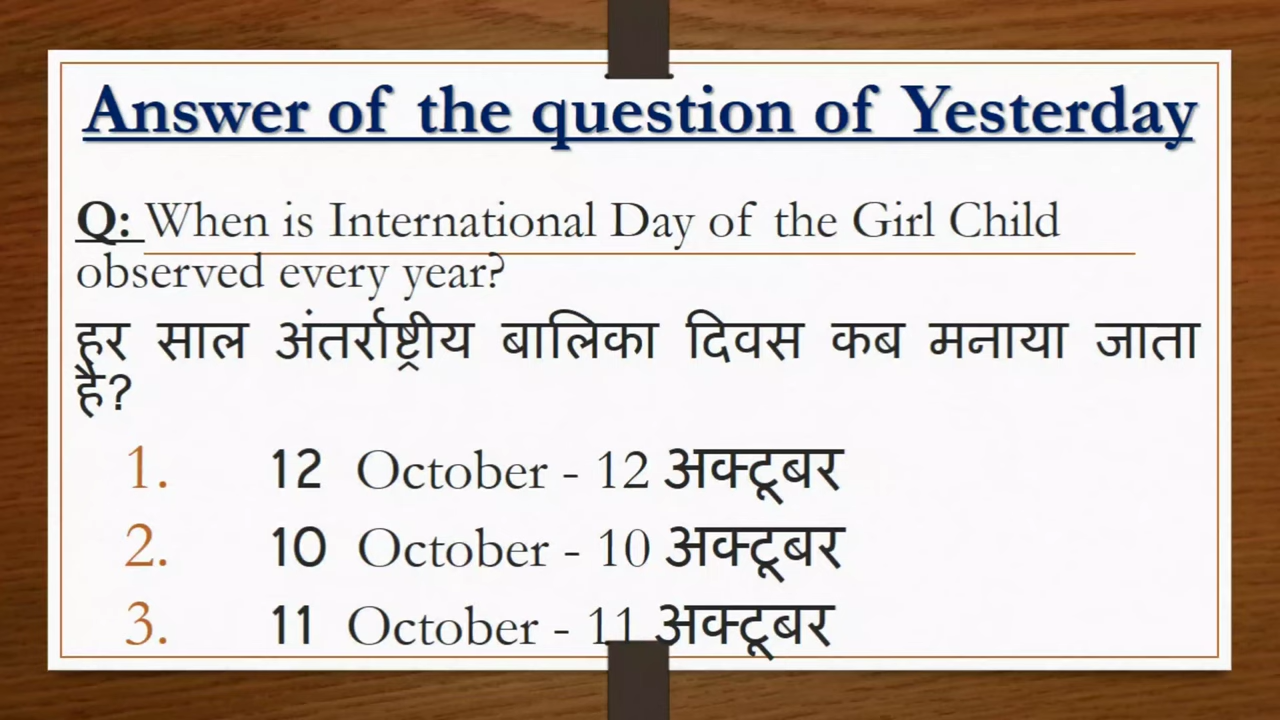 Answer of the question of Yesterday
Q: When is International Day of the Girl Child
observed every year?
हर साल अंतर्राष्ट्रीय बालिका दिवस कब मनाया जाता
है?
1. 12 October - 12 अक्टूबर
2. 10 October - 10 अक्टूबर
3. 11 October - 11 अक्टूबर